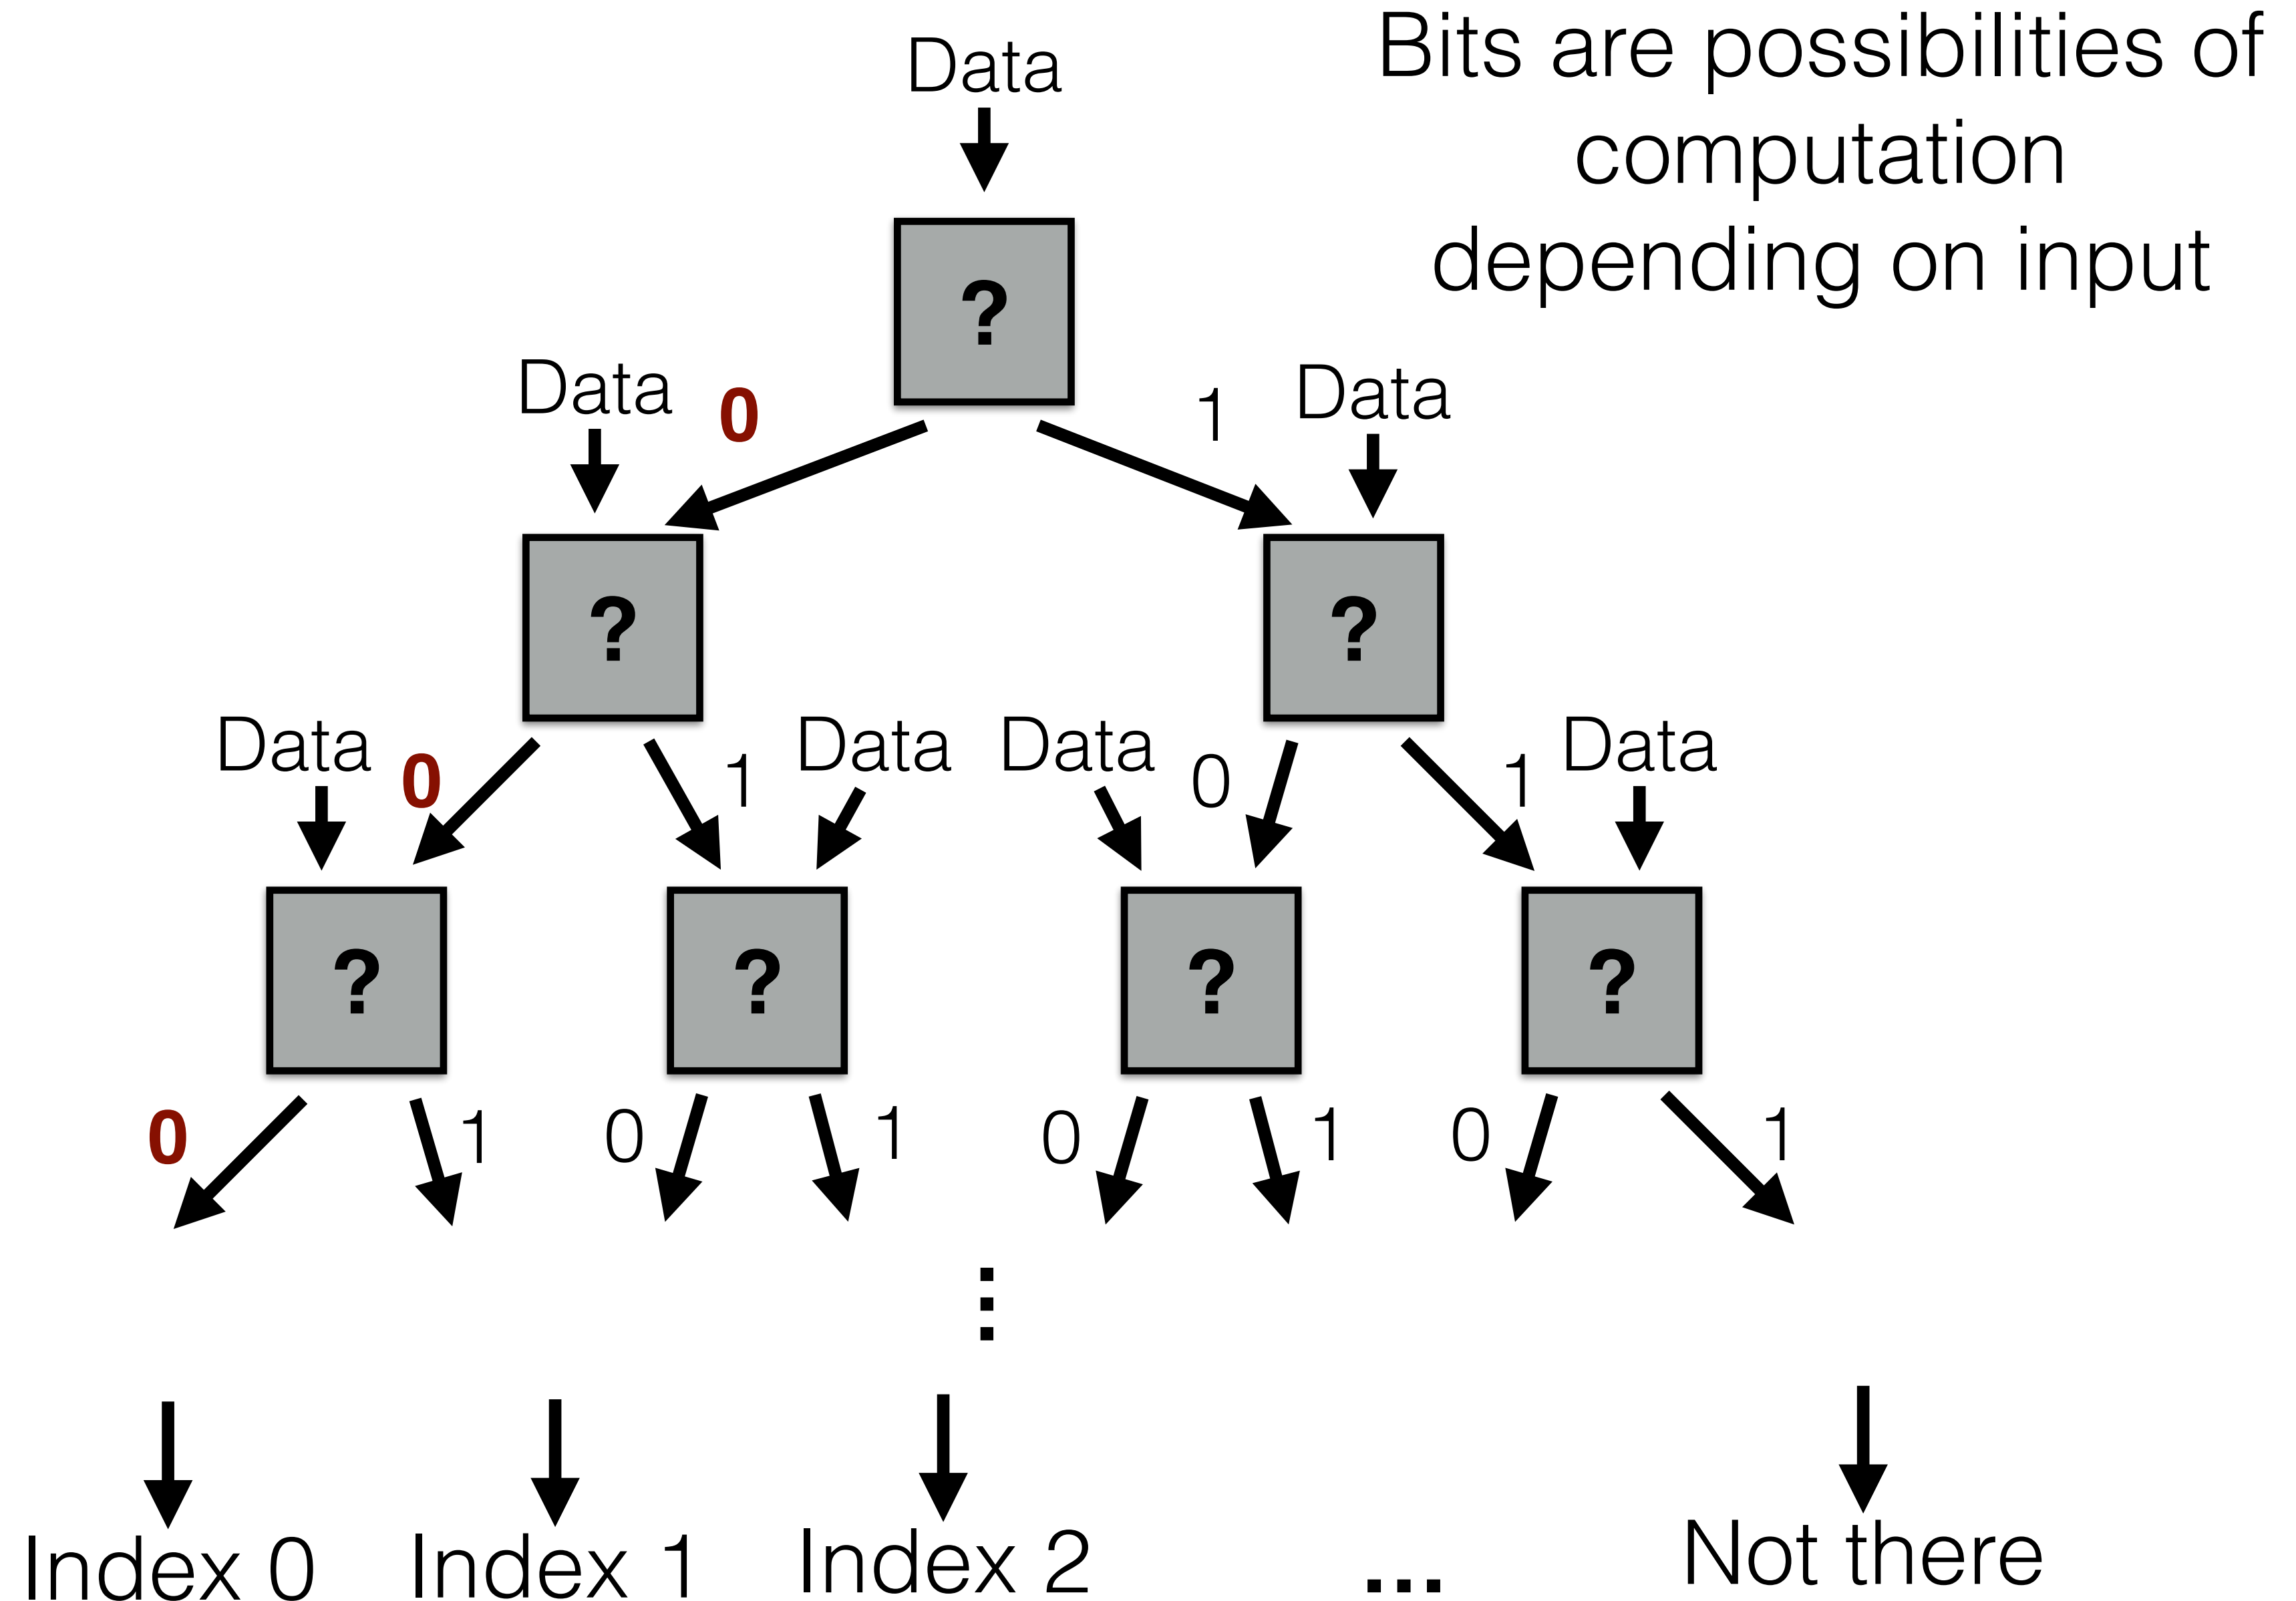 Data
Bits are possibilities of
computation
depending on input
?
Data 0 1 Data
? ?
Data 0 1 Data Data 0 1 Data
? ? ? ?
0 1 0 1 0 1 0 1
⋮
Index 0 Index 1 Index 2 ... Not there